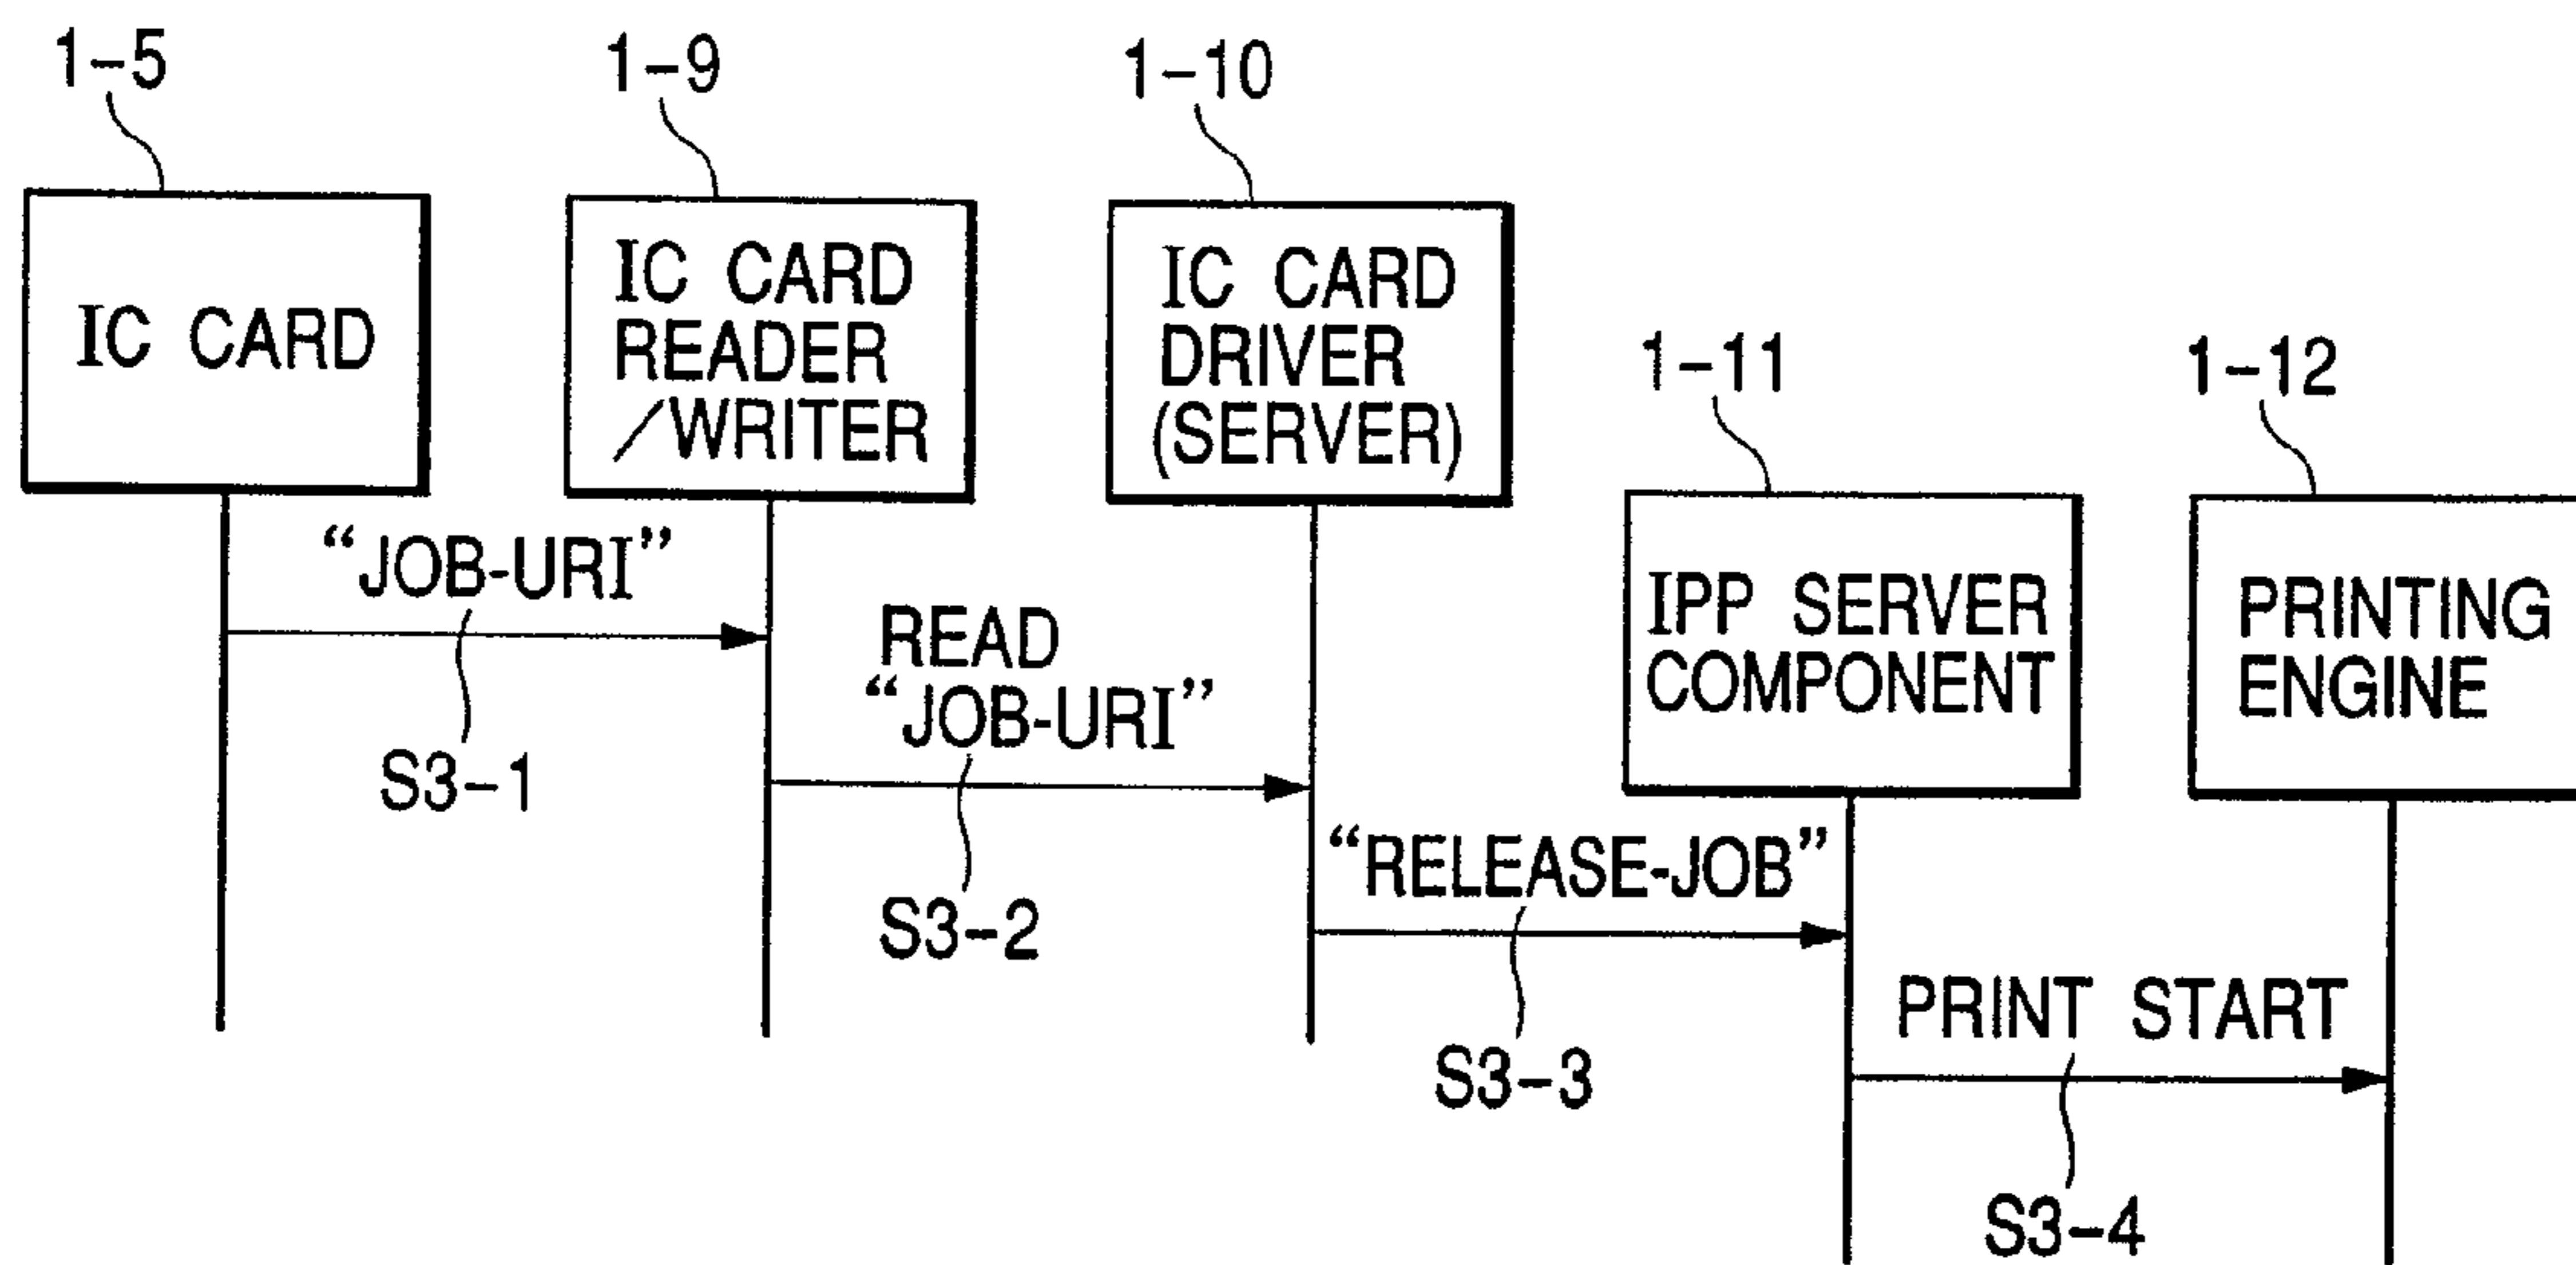 1-5
1-9
1-10
IC CARD
IC CARD
READER
/WRITER
IC CARD
DRIVER
(SERVER)
1-11
1-12
IPP SERVER
COMPONENT
PRINTING
ENGINE
“JOB-URI”
S3-1
READ
“JOB-URI”
S3-2
“RELEASE-JOB”
S3-3
PRINT START
S3-4